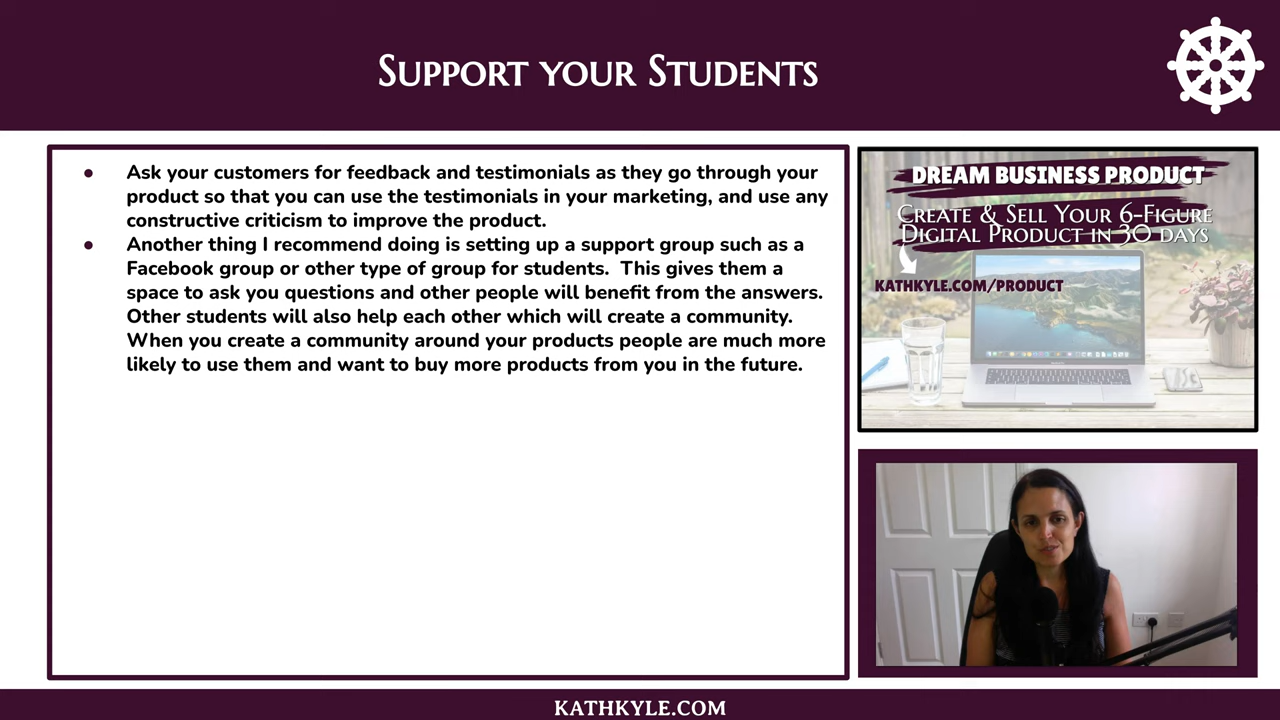 Support your Students
Ask your customers for feedback and testimonials as they go through your
product so that you can use the testimonials in your marketing, and use any
constructive criticism to improve the product.
Another thing I recommend doing is setting up a support group such as a
Facebook group or other type of group for students.  This gives them a
space to ask you questions and other people will benefit from the answers.
Other students will also help each other which will create a community.
When you create a community around your products people are much more
likely to use them and want to buy more products from you in the future.
DREAM BUSINESS PRODUCT
Create & Sell Your 6-Figure
Digital Product in 30 days
KATHKYLE.COM/PRODUCT
KATHKYLE.COM